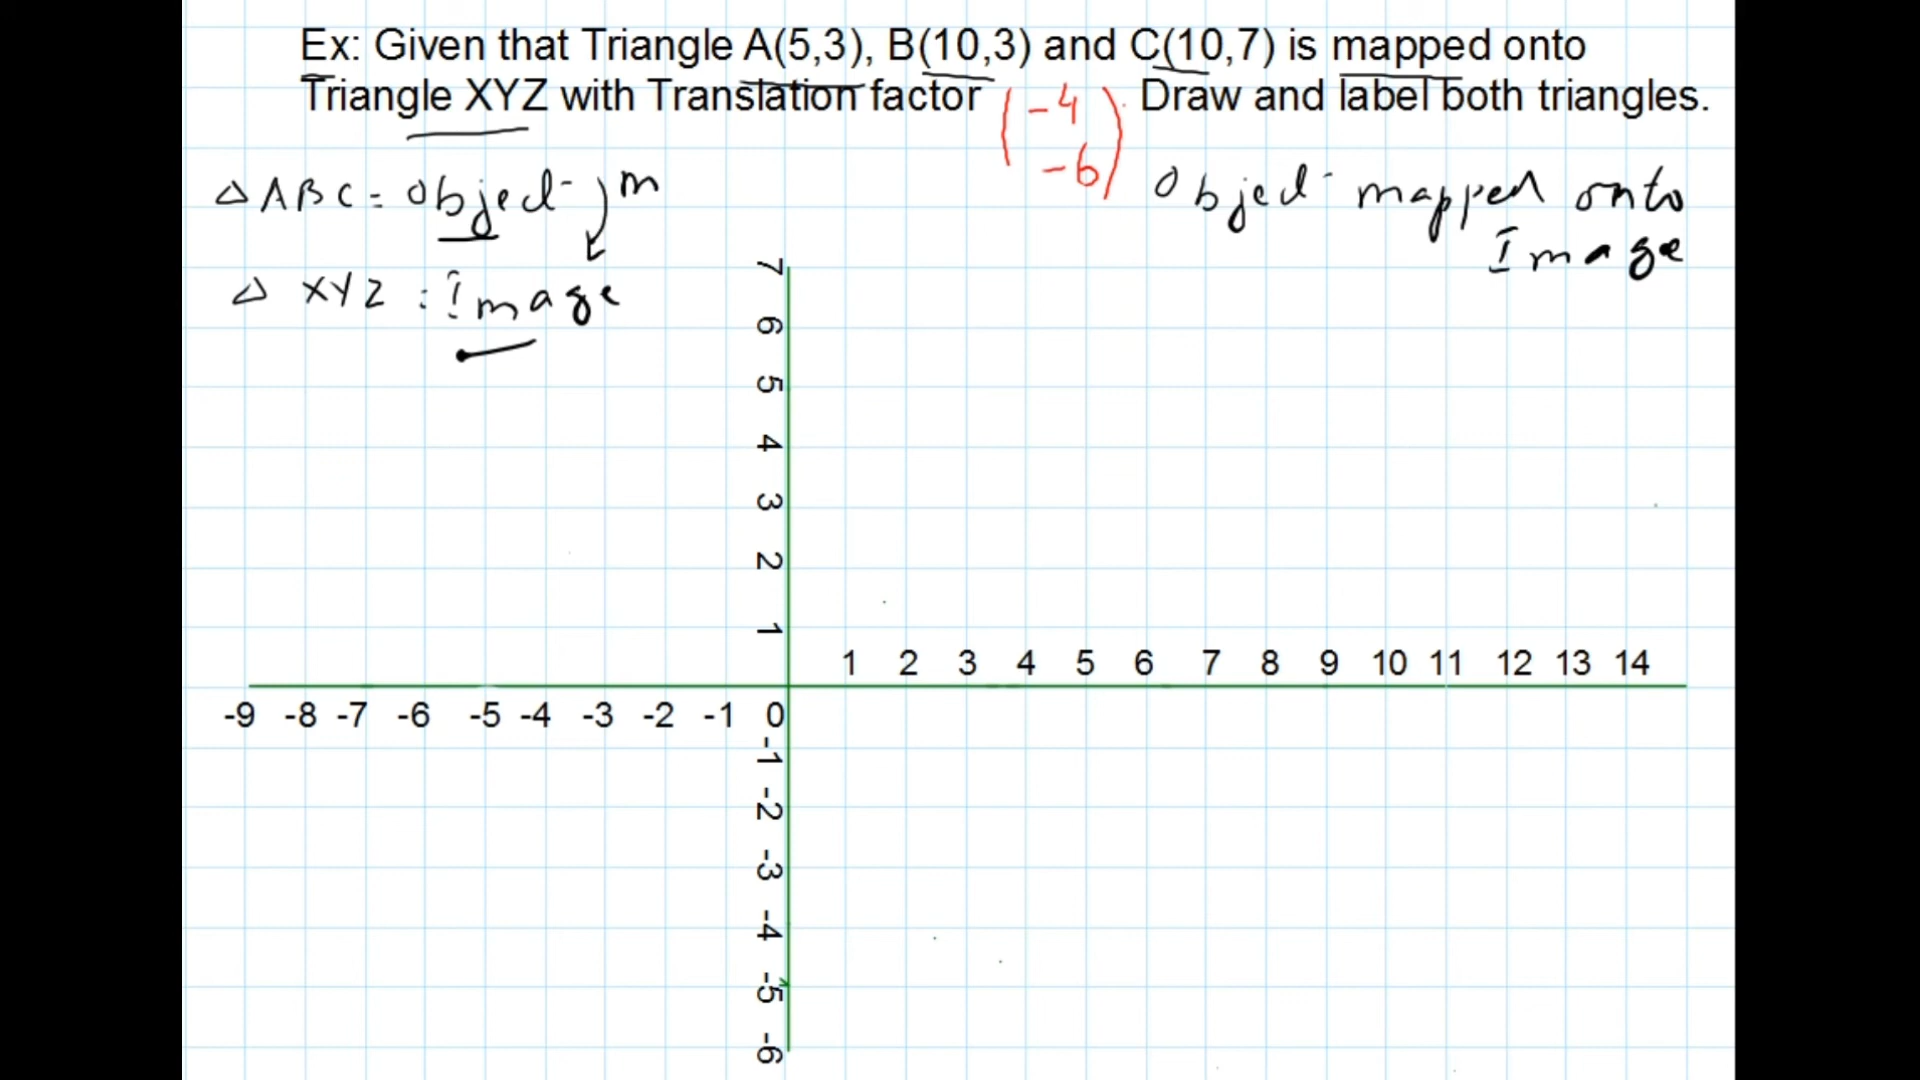 Ex: Given that Triangle A(5,3), B(10,3) and C(10,7) is mapped onto
Triangle XYZ with Translation factor (-4 -6). Draw and label both triangles.
△ ABC = Object m
△ XYZ : Image
Object mapped onto
Image
7
6
5
4
3
2
1
1 2 3 4 5 6 7 8 9 10 11 12 13 14
-9 -8 -7 -6 -5 -4 -3 -2 -1 0
-1
-2
-3
-4
-5
-6